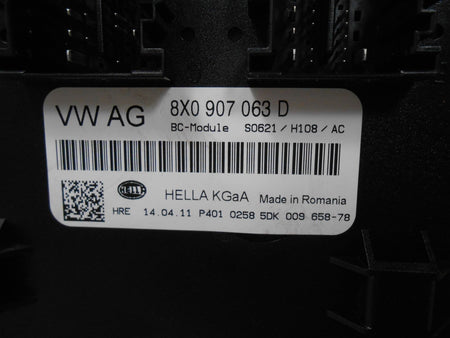 VW AG 8X0 907 063 D
BC-Module S0621 / H108 / AC
HELLA HELLA KGaA Made in Romania
HRE 14.04.11 P401 0258 5DK 009 658-78